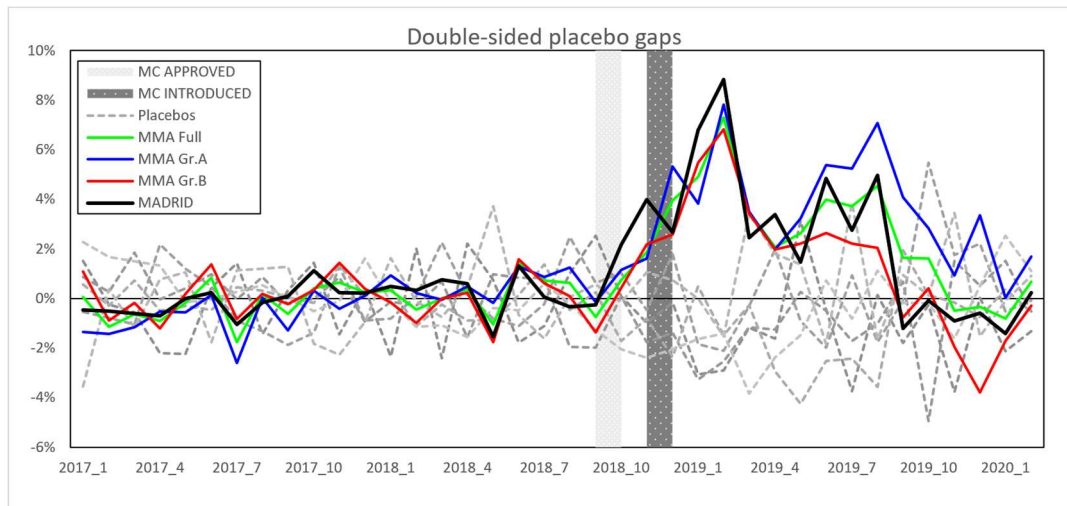 Double-sided placebo gaps
10%
8%
6%
4%
2%
0%
-2%
-4%
-6%
MC APPROVED
MC INTRODUCED
Placebos
MMA Full
MMA Gr.A
MMA Gr.B
MADRID
2017_1 2017_4 2017_7 2017_10 2018_1 2018_4 2018_7 2018_10 2019_1 2019_4 2019_7 2019_10 2020_1